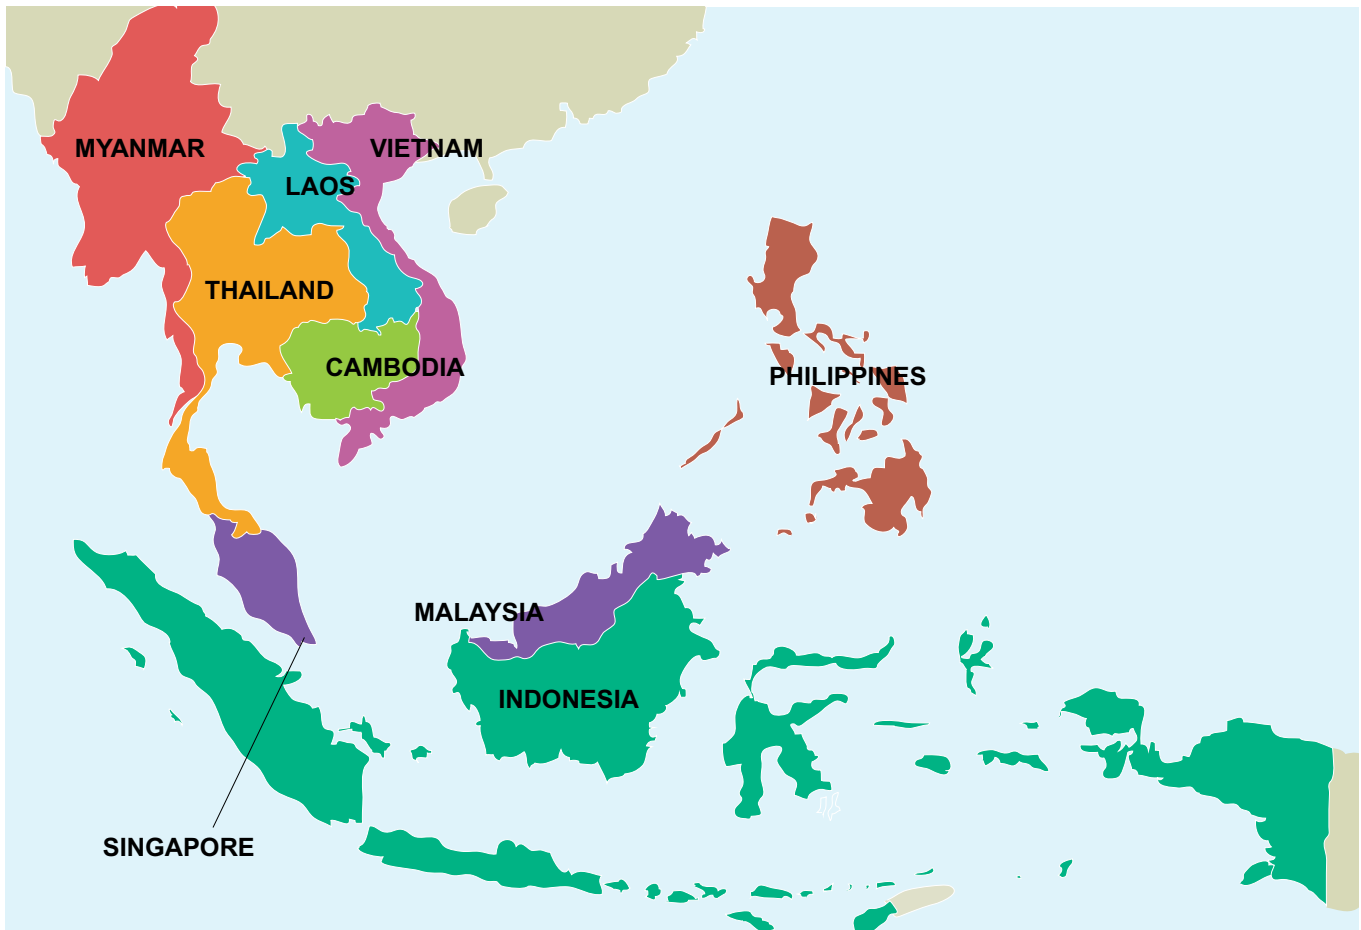 MYANMAR
VIETNAM
LAOS
THAILAND
CAMBODIA
PHILIPPINES
MALAYSIA
INDONESIA
SINGAPORE